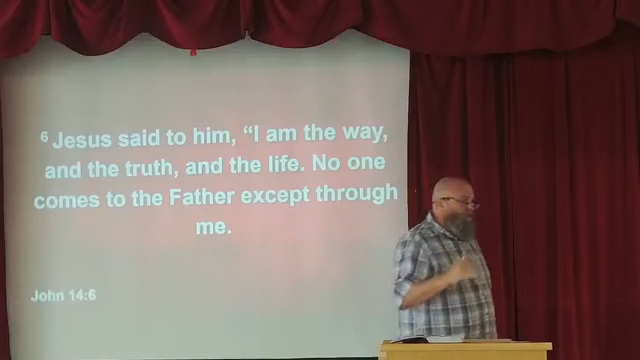 6 Jesus said to him, “I am the way,
and the truth, and the life. No one
comes to the Father except through
me.
John 14:6